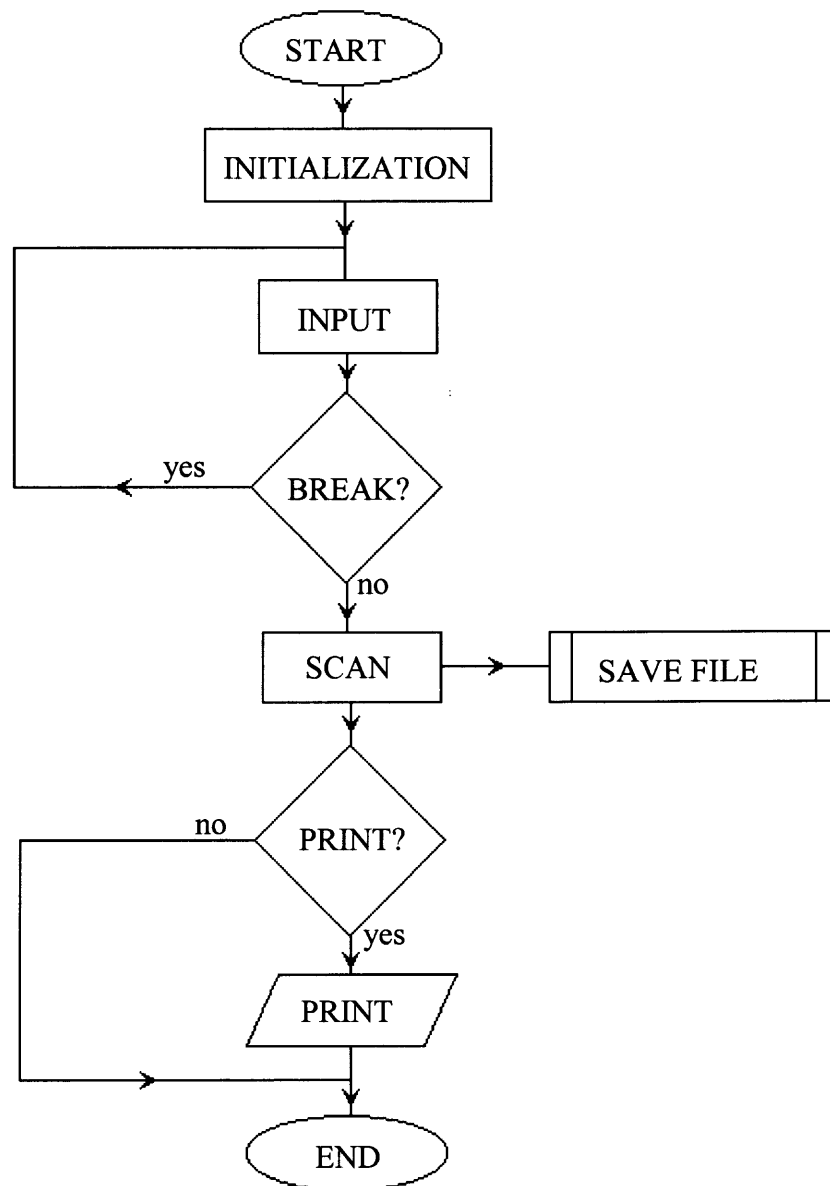 START
INITIALIZATION
INPUT
yes
BREAK?
no
SCAN
SAVE FILE
no
PRINT?
yes
PRINT
END